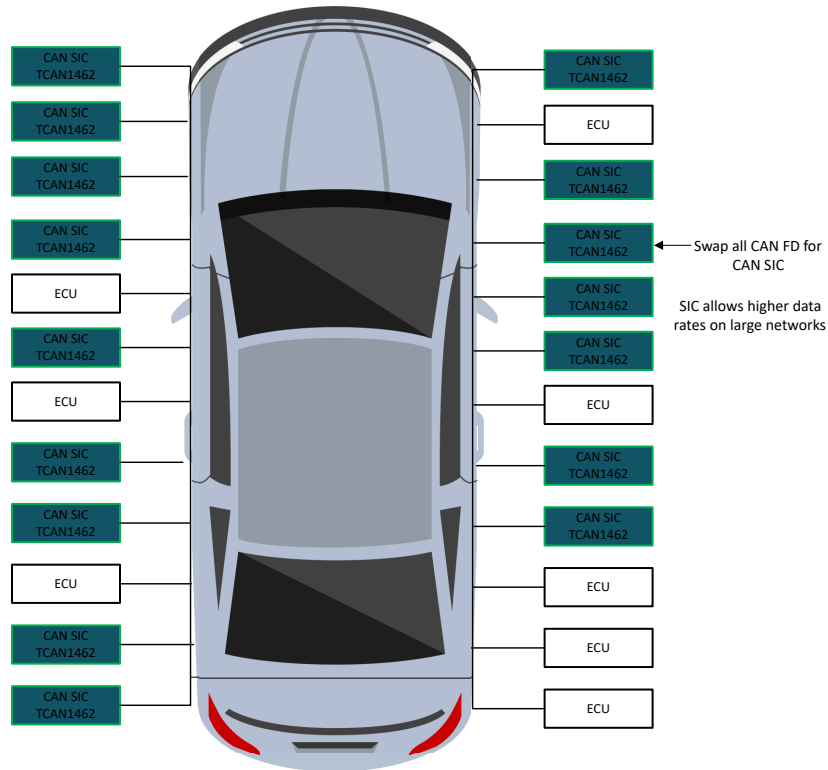 CAN SIC
TCAN1462
CAN SIC
TCAN1462
CAN SIC
TCAN1462
CAN SIC
TCAN1462
ECU
CAN SIC
TCAN1462
ECU
CAN SIC
TCAN1462
CAN SIC
TCAN1462
ECU
CAN SIC
TCAN1462
CAN SIC
TCAN1462
CAN SIC
TCAN1462
ECU
CAN SIC
TCAN1462
CAN SIC
TCAN1462
CAN SIC
TCAN1462
CAN SIC
TCAN1462
ECU
CAN SIC
TCAN1462
CAN SIC
TCAN1462
ECU
ECU
ECU
Swap all CAN FD for
CAN SIC
SIC allows higher data
rates on large networks